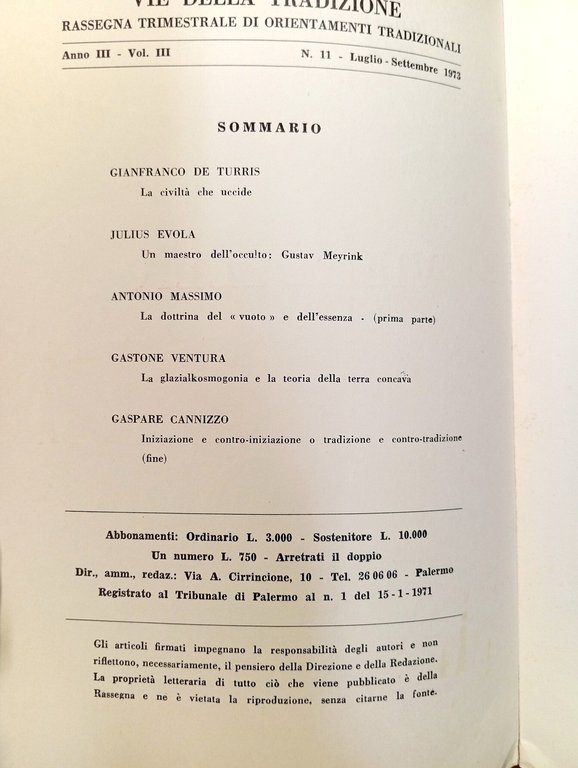 VIE DELLA TRADIZIONE
RASSEGNA TRIMESTRALE DI ORIENTAMENTI TRADIZIONALI
Anno III - Vol. III N. 11 - Luglio - Settembre 1973
SOMMARIO
GIANFRANCO DE TURRIS
La civiltà che uccide
JULIUS EVOLA
Un maestro dell'occulto: Gustav Meyrink
ANTONIO MASSIMO
La dottrina del « vuoto » e dell'essenza - (prima parte)
GASTONE VENTURA
La glazialkosmogonia e la teoria della terra concava
GASPARE CANNIZZO
Iniziazione e contro-iniziazione o tradizione e contro-tradizione
(fine)
Abbonamenti: Ordinario L. 3.000 - Sostenitore L. 10.000
Un numero L. 750 - Arretrati il doppio
Dir., amm., redaz.: Via A. Cirrincione, 10 - Tel. 26 06 06 - Palermo
Registrato al Tribunale di Palermo al n. 1 del 15-1-1971
Gli articoli firmati impegnano la responsabilità degli autori e non
riflettono, necessariamente, il pensiero della Direzione e della Redazione.
La proprietà letteraria di tutto ciò che viene pubblicato è della
Rassegna e ne è vietata la riproduzione, senza citarne la fonte.